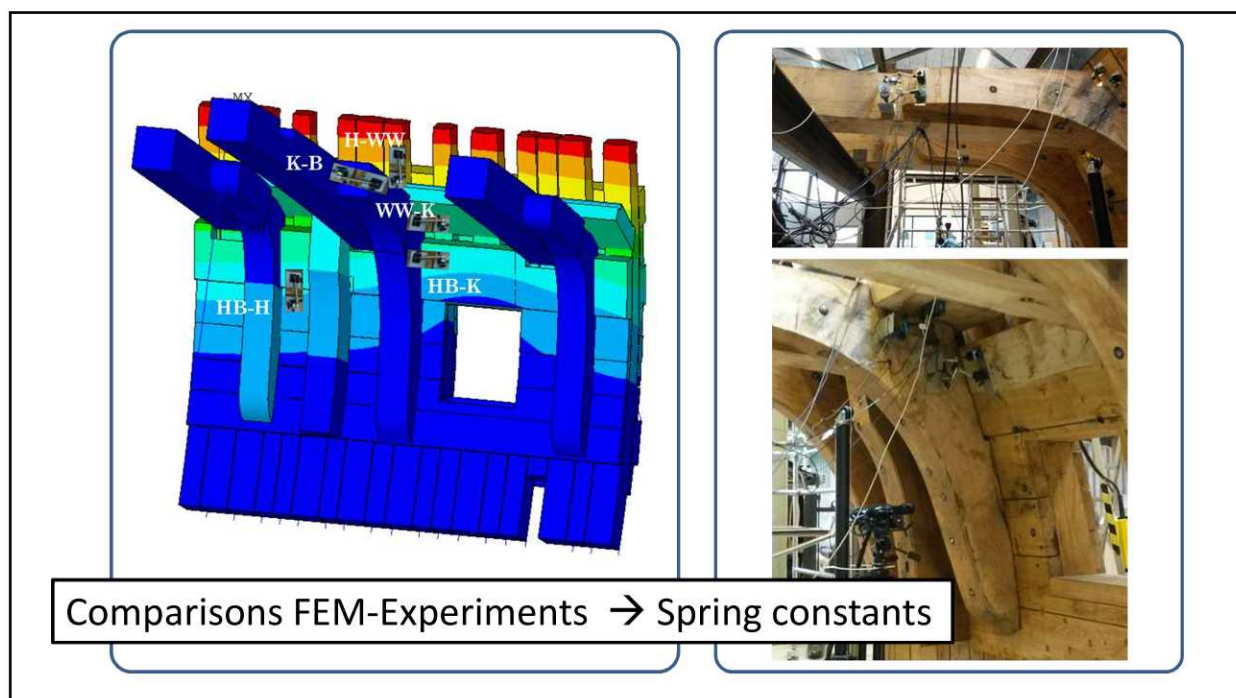 MX
H-WW
K-B
WW-K
HB-K
HB-H
Comparisons FEM-Experiments → Spring constants